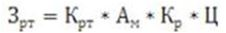 Зрт = Крт * Ам * Кр * Ц